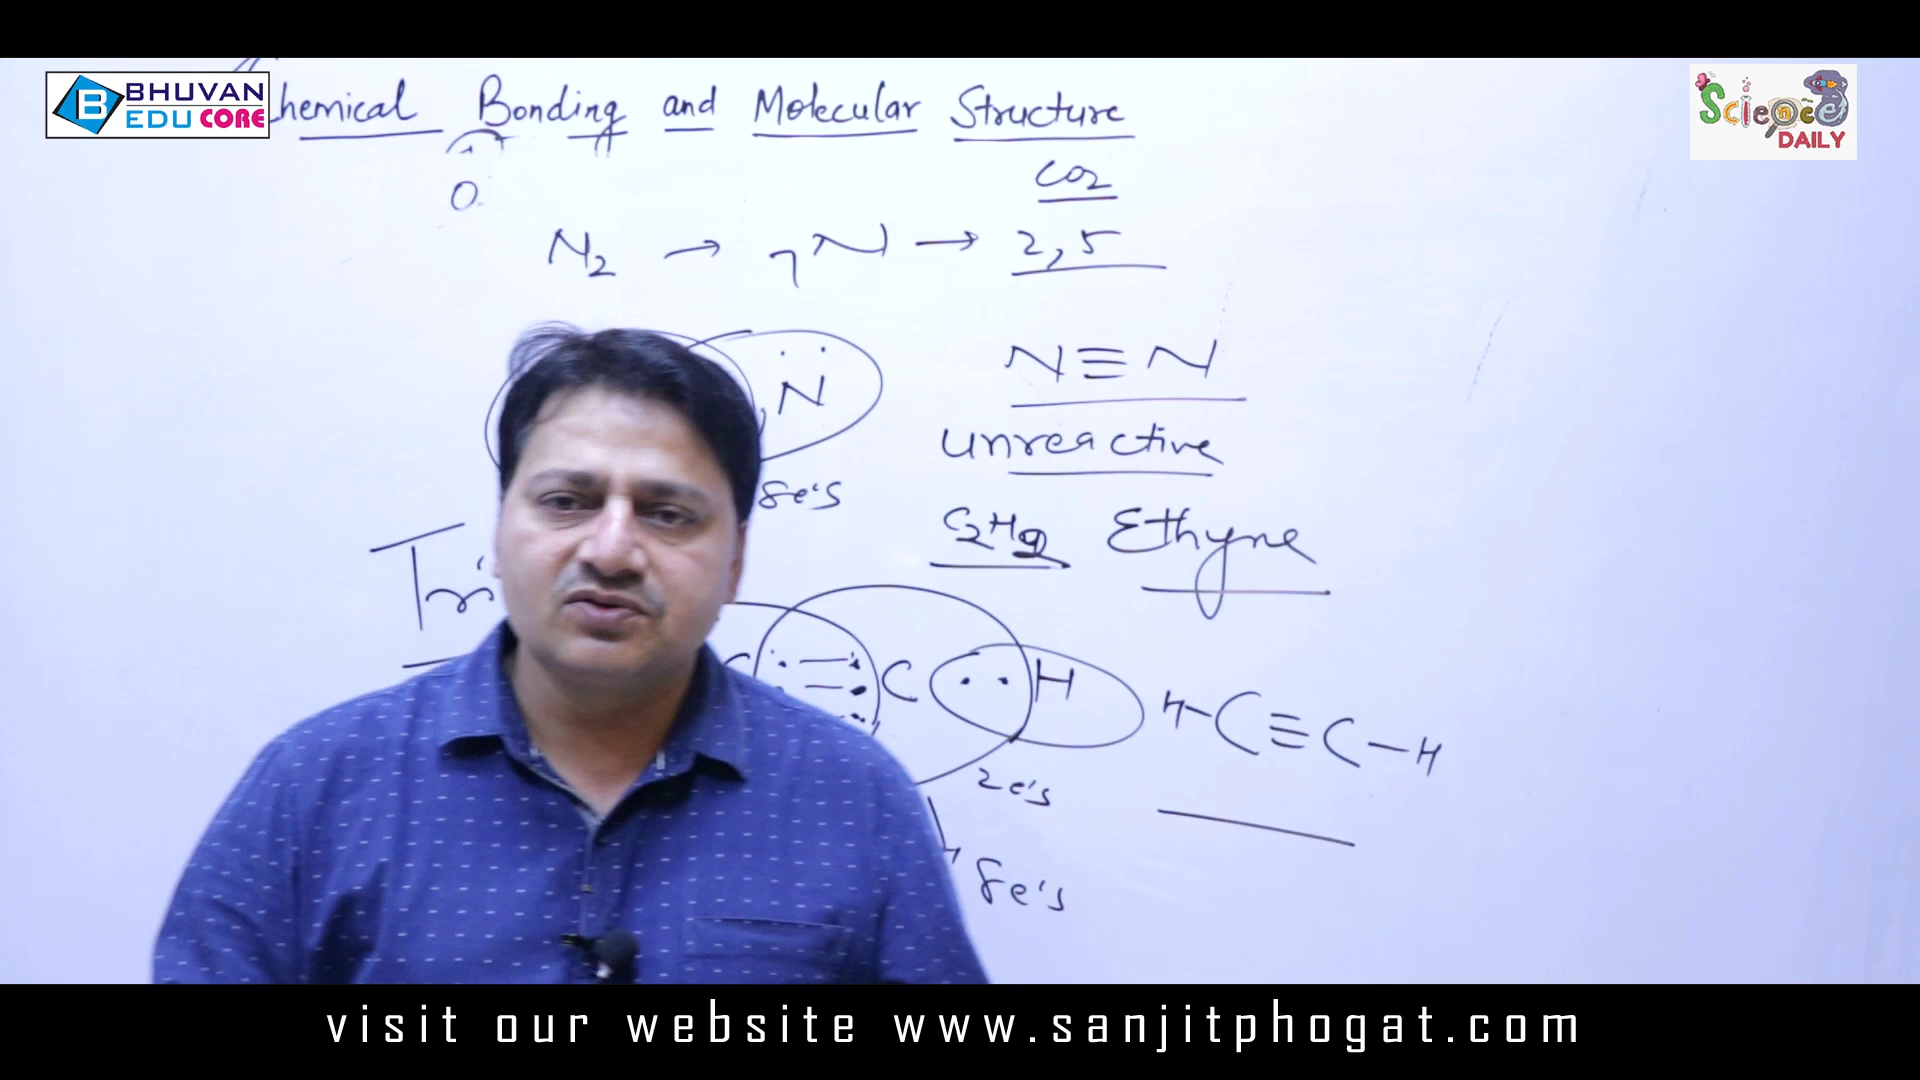 BHUVAN
EDU CORE
Science
DAILY
Chemical Bonding and Molecular Structure
CO2
O
N2 → 7N → 2,5
N
N≡N
unreactive
8e's
C2H2 Ethyne
Tri
C C H
H-C≡C-H
2e's
8e's
visit our website www.sanjitphogat.com